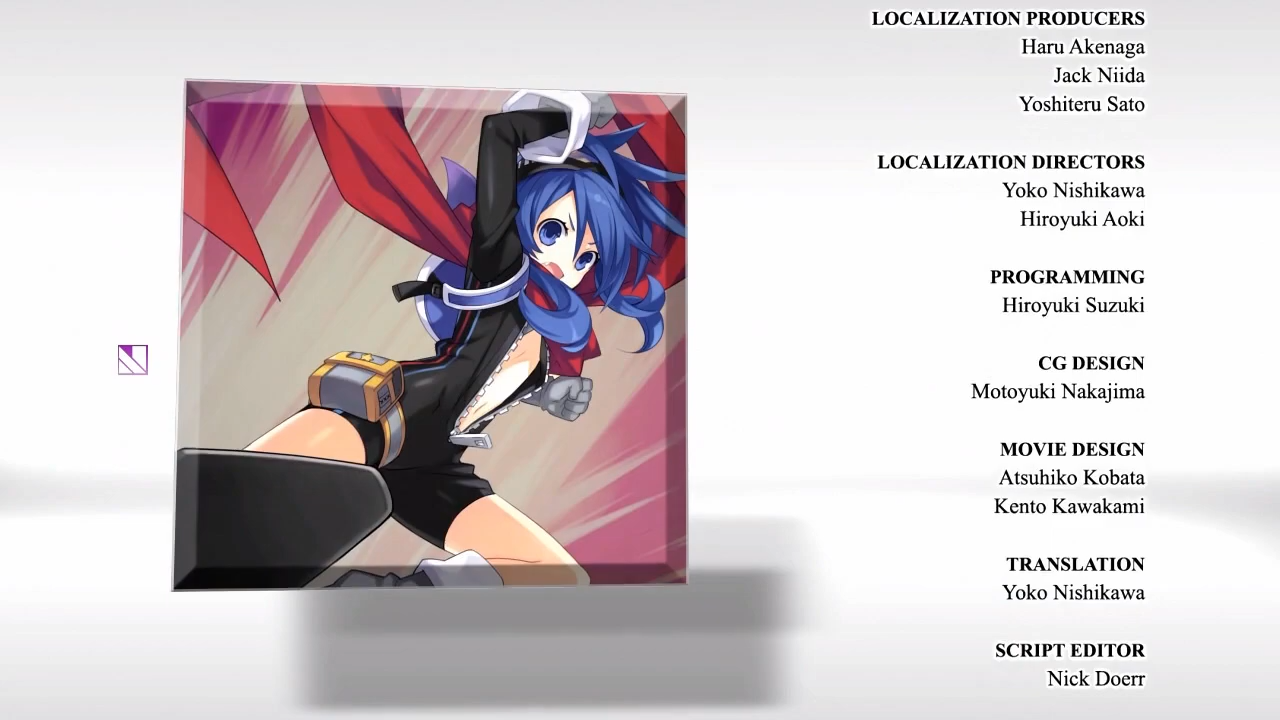 LOCALIZATION PRODUCERS
Haru Akenaga
Jack Niida
Yoshiteru Sato
LOCALIZATION DIRECTORS
Yoko Nishikawa
Hiroyuki Aoki
PROGRAMMING
Hiroyuki Suzuki
CG DESIGN
Motoyuki Nakajima
MOVIE DESIGN
Atsuhiko Kobata
Kento Kawakami
TRANSLATION
Yoko Nishikawa
SCRIPT EDITOR
Nick Doerr